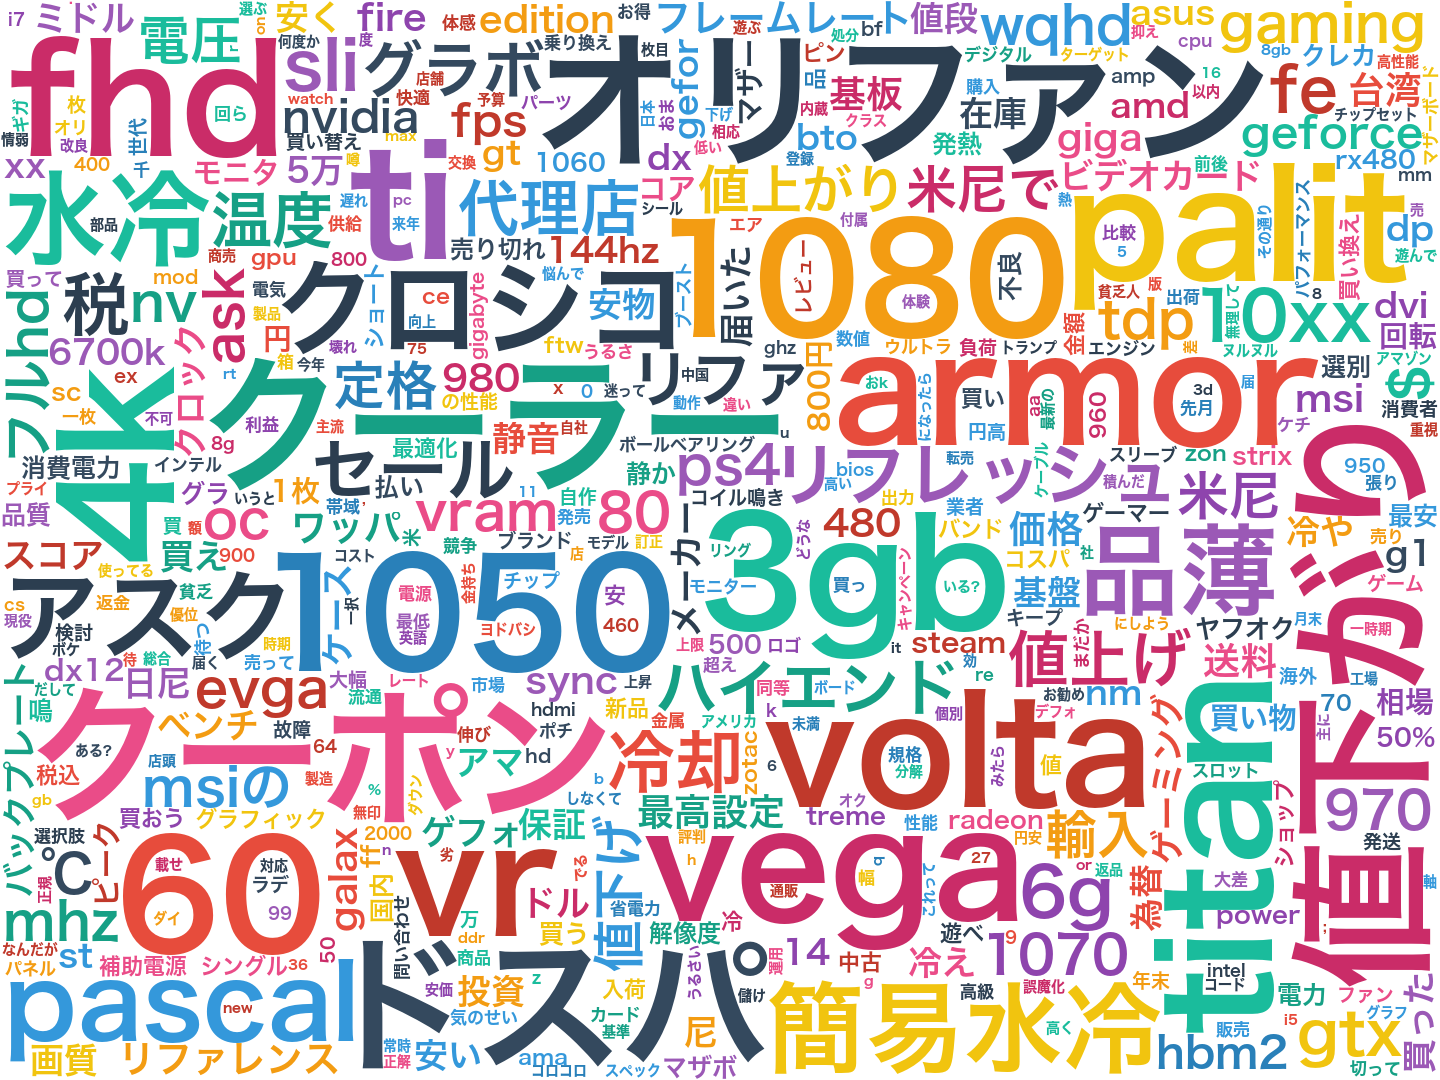 i7 ミドル 電圧 選ぶ on 安く fire 体感 edition お得 フレームレート 値段 wqhd asus gaming
fhd 何度か 度 sli グラボ 乗り換え 枚目 gefor 遊ぶ 処分 bf ピン デジタル ターゲット 抑え cpu 8gb クレカ 高性能
オリファン マザー 品 基板 購入 在庫 amp 16 以内 amd fe 台湾 マザーボード
ギガ 枚 オリ 情弱 改良 世代 回ら watch 店舗 快適 予算 パーツ nvidia fps 日本 おま 下げ 内蔵 相応 クラス チップセット
xx 400 千 モニタ 買い替え 5万 噂 max 交換 gt 1060 dx 低い bto 登録 発熱 giga geforce rx480 mm
水冷 温度 部品 遅れ 供給 pc 来年 ti 代理店 コア シール 値上がり 米尼で ビデオカード 前後 熱 palit
商売 gpu 800 売り切れ 144hz エア 付属 1080 レビュー 体験 不良 比較 5 その通り パフォーマンス 買い換え 売 dp 遊んで
買って mod 税 nv ask 電気 製品 円 クロシコ ショート ce 向上 75 gigabyte 悩んで 安物 ブースト 届いた 貧乏人 版 出荷 tdp 10xx 無理して 8 dvi 回転
フルhd 6700k クロック 箱 壊れ 今年 ftw うるさ リファ ghz 数値 ウルトラ 負荷 トランプ 金額 エンジン 差 ヌルヌル アマゾン
sc ex 一枚 不可 rt 利益 主流 定格 980 の性能 x 0 迷って 中国 動作 違い 800円 armor おk になったら 買い 円高 最新の aa 960 3d 先月 届 選別 msi $ 消費者 ケチ 重視
4k クーラー 8g 最適化 静音 自社 ボールベアリング u zon strix
消費電力 インテル プライ グラ いうと 1枚 帯域 セール 払い 11 自作 発売 静か ps4 コイル鳴き bios 高い リフレッシュ 転売 出力 業者 ケーブル 積んだ スリーブ ゲーマー 米尼 950 張り 最安
品質 買 額 oc ワッパ 米 vram 競争 ブランド モデル 訂正 80 メーカー リング どうな 480 バンド 価格 コスパ 社 品薄 冷や 売り g1 ゲーム
スコア 使ってる 買え 900 コスト 店 チップ 安 3gb モニター 買っ キャンペーン いる? 基盤 キープ にしよう 値下がり
アスク cs 現役 返金 優位 貧乏 待つ 時期 1050 ケース 一択 電源 最低 英語 金持ち ヨドバシ 460 上限 500 ロゴ it steam まだか ヤフオク 月末 一時期
検討 ボケ 待 総合 届く 売って 超え 値上げ 送料 海外 工場
dx12 日尼 大幅 流通 レート 市場 sync 上昇 ハイエンド 同等 ボード 効 re お勧め nm 70 相場
だして 鳴 evga ベンチ 故障 hdmi ポチ 新品 金属 アメリカ k 未満 個別 デフォ 買い物 主に 50%
クーポン ある? 店頭 64 伸び hd アマ 冷却 zotac 6 volta 規格 分解 みたら 値 スロット titan
バックプレート 税込 gb msiの 製造 % 無印 y ダウン b しなくて オク 性能 ゲーミング ショップ 970
買おう グラフィック 2000 ゲフォ 保証 最高設定 評判 treme radeon 円安 輸入 発送
選択肢 ℃ ピーク 正規 60 載せ 対応 ラデ ダイ 99 galax ff n 劣 vr でる ドル 値下げ h vega 通販 幅 q 27 これって or 返品 6g 為替 大差 軸
mhz なんだが パネル st 補助電源 シングル 36 50 国内 問い合わせ 万 ddr 商品 買う 省電力 解像度 冷 運用 14 中古 遊べ 冷え 9 1070 power ;
pascal new ドスパ 安価 投資 z 気のせい 入荷 カード 基準 うるさい 尼 儲け 簡易水冷 g 高級 誤魔化 高く 年末 intel コード 電力 ファン グラフ 買った
画質 リファレンス 常時 正解 安い ama コロコロ スペック マザボ hbm2 販売 i5 gtx 切って